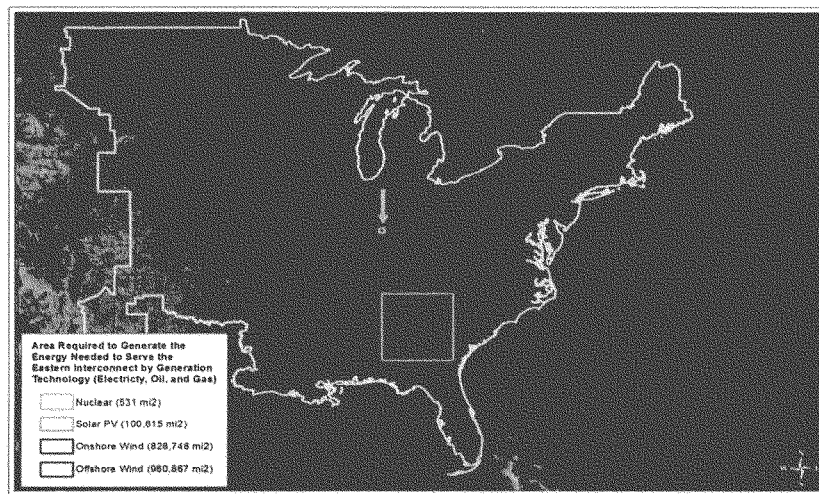 Area Required to Generate the
Energy Needed to Serve the
Eastern Interconnect by Generation
Technology (Electricty, Oil, and Gas)
Nuclear (531 mi2)
Solar PV (100,615 mi2)
Onshore Wind (828,746 mi2)
Offshore Wind (960,867 mi2)